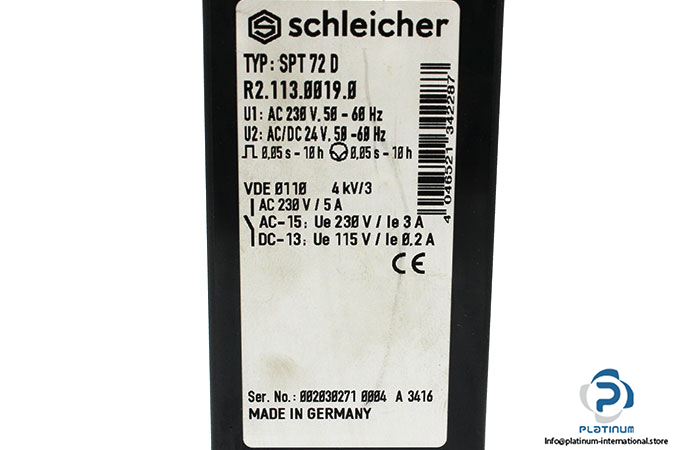 schleicher
TYP: SPT 72 D
R2.113.0019.0
U1: AC 230 V, 50 - 60 Hz
U2: AC/DC 24 V, 50 -60 Hz
0,05 s - 10 h 0,05 s - 10h
VDE 0110 4 kV/3
AC 230 V / 5 A
AC-15: Ue 230 V / Ie 3 A
DC-13: Ue 115 V / Ie 0,2 A
CE
4 046521 342287
Ser. No.: 002030271 0004 A 3416
MADE IN GERMANY
PLATINUM
info@platinum-international.store